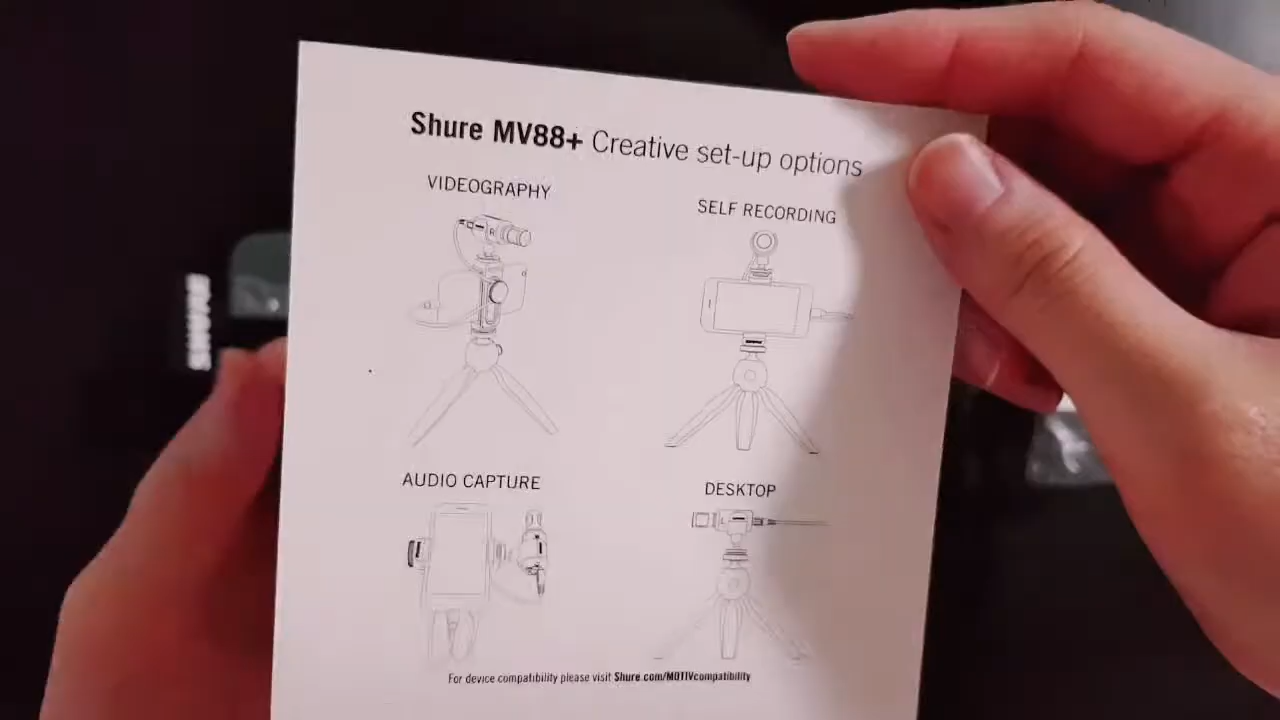 Shure MV88+ Creative set-up options
VIDEOGRAPHY
SELF RECORDING
AUDIO CAPTURE
DESKTOP
For device compatibility please visit Shure.com/MOTIVcompatibility
SHURE